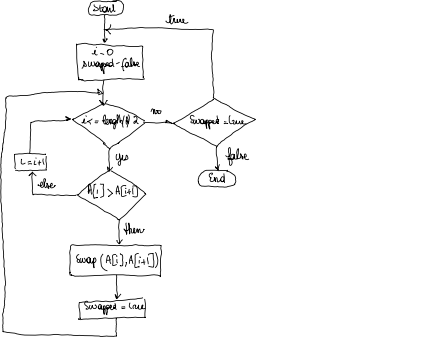 Start
true
i=0
swapped=false
i<=length(A)-2
no
Swapped=true
yes
false
i=i+1
else
A[i]>A[i+1]
End
then
Swap (A[i],A[i+1])
Swapped=true